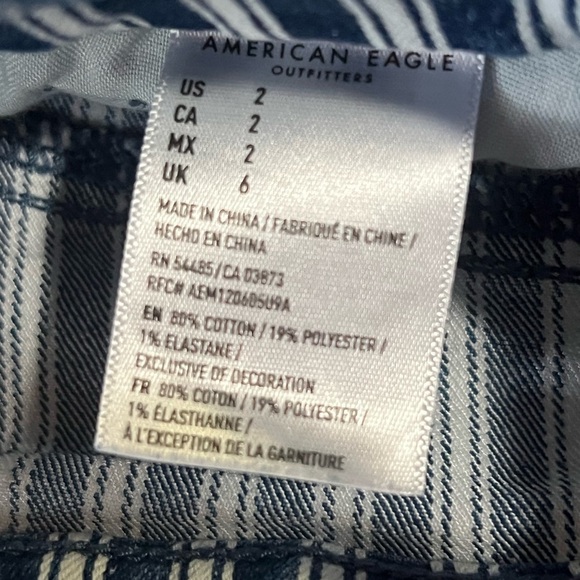 AMERICAN EAGLE
OUTFITTERS
US 2
CA 2
MX 2
UK 6
MADE IN CHINA / FABRIQUÉ EN CHINE /
HECHO EN CHINA
RN 54485/CA 03873
RFC# AEM120605U9A
EN 80% COTTON / 19% POLYESTER /
1% ELASTANE /
EXCLUSIVE OF DECORATION
FR 80% COTON / 19% POLYESTER /
1% ÉLASTHANNE /
À L'EXCEPTION DE LA GARNITURE